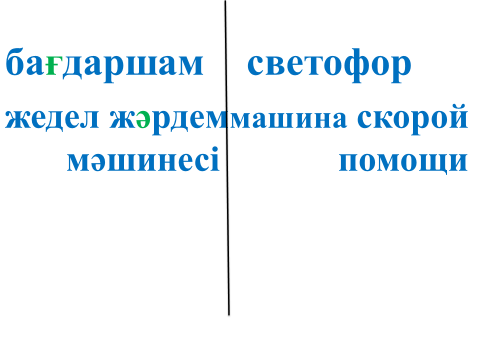 бағдаршам светофор
жедел жәрдем машина скорой
мәшинесі помощи